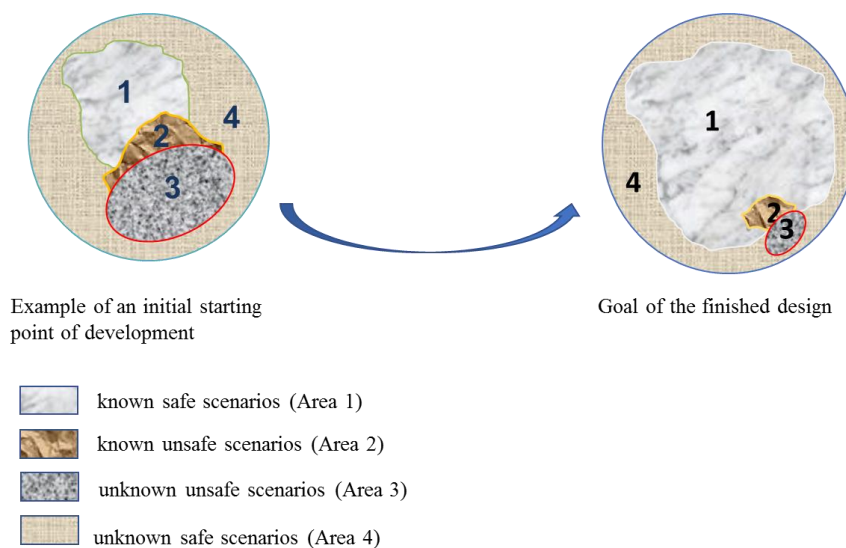 1
2
3
4
1
2
3
4
Example of an initial starting
point of development
Goal of the finished design
known safe scenarios (Area 1)
known unsafe scenarios (Area 2)
unknown unsafe scenarios (Area 3)
unknown safe scenarios (Area 4)